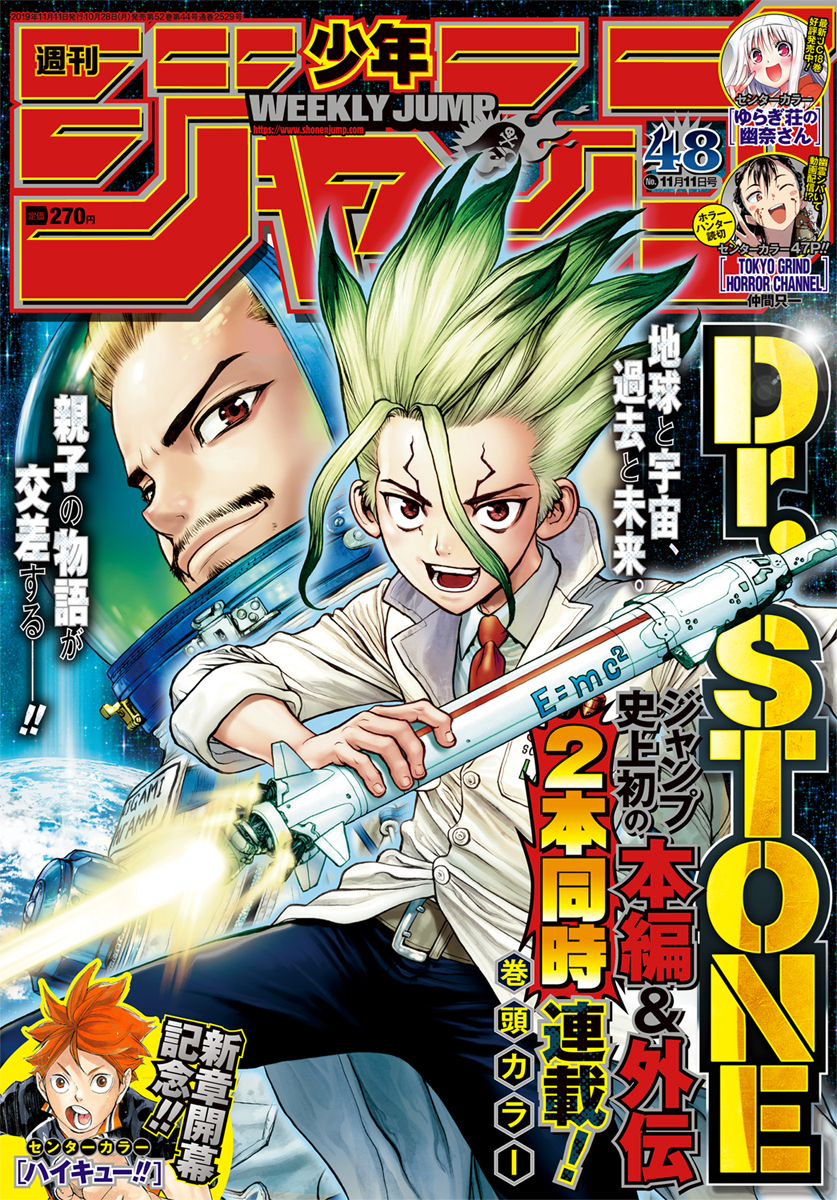 2019年11月11日発行10月28日(月)発売第52巻第44号通巻2529号
週刊
少年
ジャンプ
WEEKLY JUMP
https://www.shonenjump.com
定価270円
48
No.
11月11日号
最新JC18巻
好評発売中!
センターカラー
[ゆらぎ荘の
幽奈さん]
幽霊シバいて
動画配信!?
ホラー
ハンター
読切
センターカラー47P!!
[TOKYO GRIND
HORROR CHANNEL]
仲間只一
Dr.STONE
地球と宇宙、
過去と未来。
親子の物語が
交差する——!!
E=mc²
ジャンプ
史上初の、
本編&外伝
2本同時
連載!
巻頭カラー
新章開幕
記念!!
センターカラー
[ハイキュー!!]